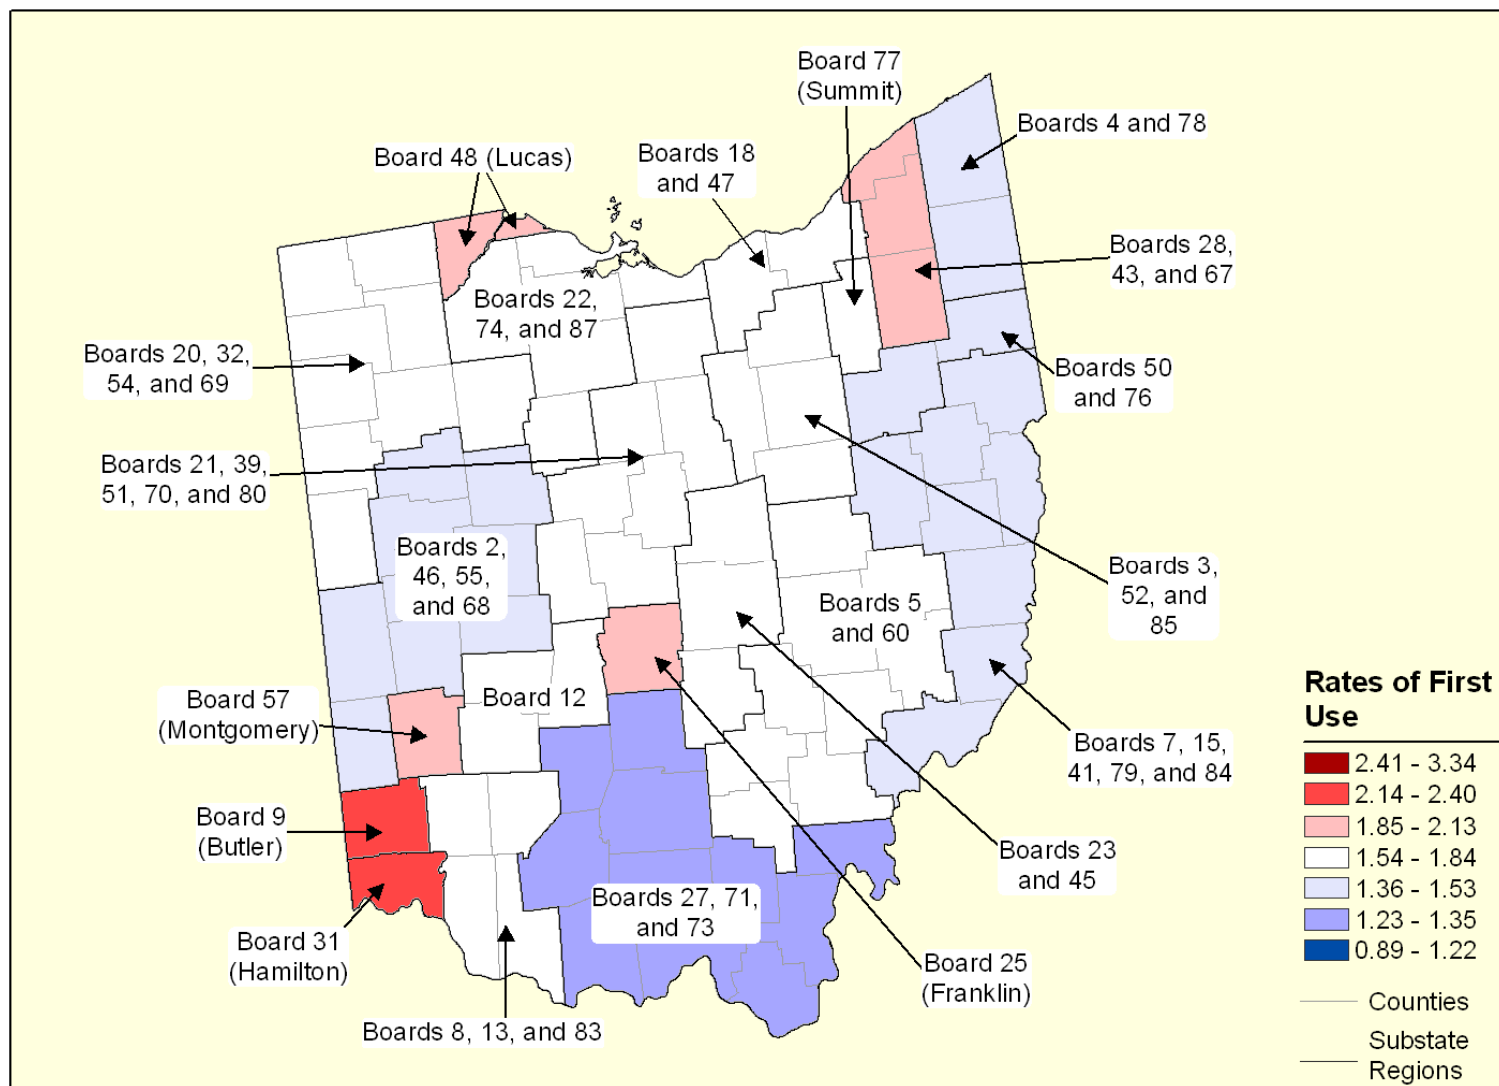 Board 77
(Summit)
Boards 4 and 78
Board 48 (Lucas)
Boards 18
and 47
Boards 28,
43, and 67
Boards 22,
74, and 87
Boards 20, 32,
54, and 69
Boards 50
and 76
Boards 21, 39,
51, 70, and 80
Boards 2,
46, 55,
and 68
Boards 3,
52, and
85
Boards 5
and 60
Board 57
(Montgomery)
Board 12
Boards 7, 15,
41, 79, and 84
Board 9
(Butler)
Boards 23
and 45
Boards 27, 71,
and 73
Board 31
(Hamilton)
Board 25
(Franklin)
Boards 8, 13, and 83
Rates of First
Use
2.41 - 3.34
2.14 - 2.40
1.85 - 2.13
1.54 - 1.84
1.36 - 1.53
1.23 - 1.35
0.89 - 1.22
Counties
Substate
Regions